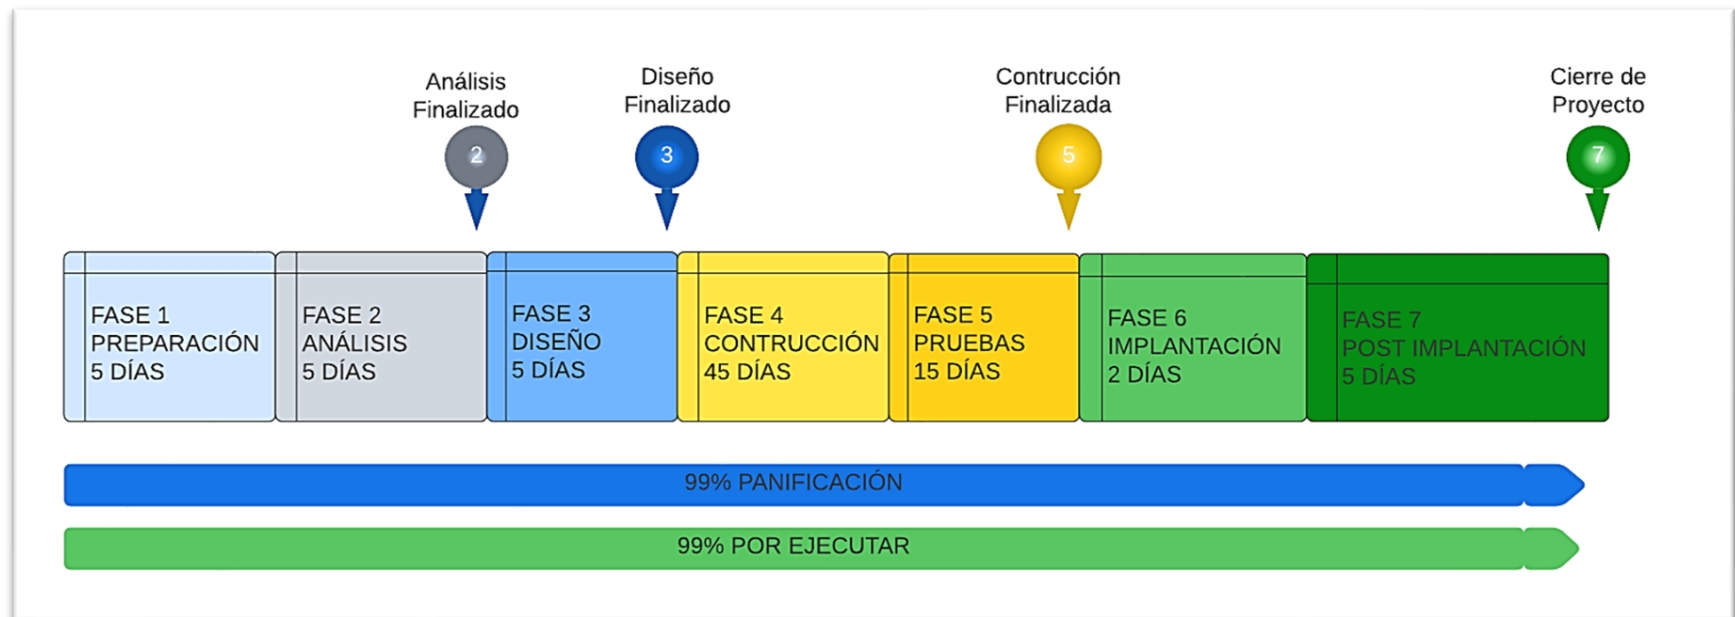 Análisis
Finalizado
2
Diseño
Finalizado
3
Contrucción
Finalizada
5
Cierre de
Proyecto
7
FASE 1
PREPARACIÓN
5 DÍAS
FASE 2
ANÁLISIS
5 DÍAS
FASE 3
DISEÑO
5 DÍAS
FASE 4
CONTRUCCIÓN
45 DÍAS
FASE 5
PRUEBAS
15 DÍAS
FASE 6
IMPLANTACIÓN
2 DÍAS
FASE 7
POST IMPLANTACIÓN
5 DÍAS
99% PANIFICACIÓN
99% POR EJECUTAR